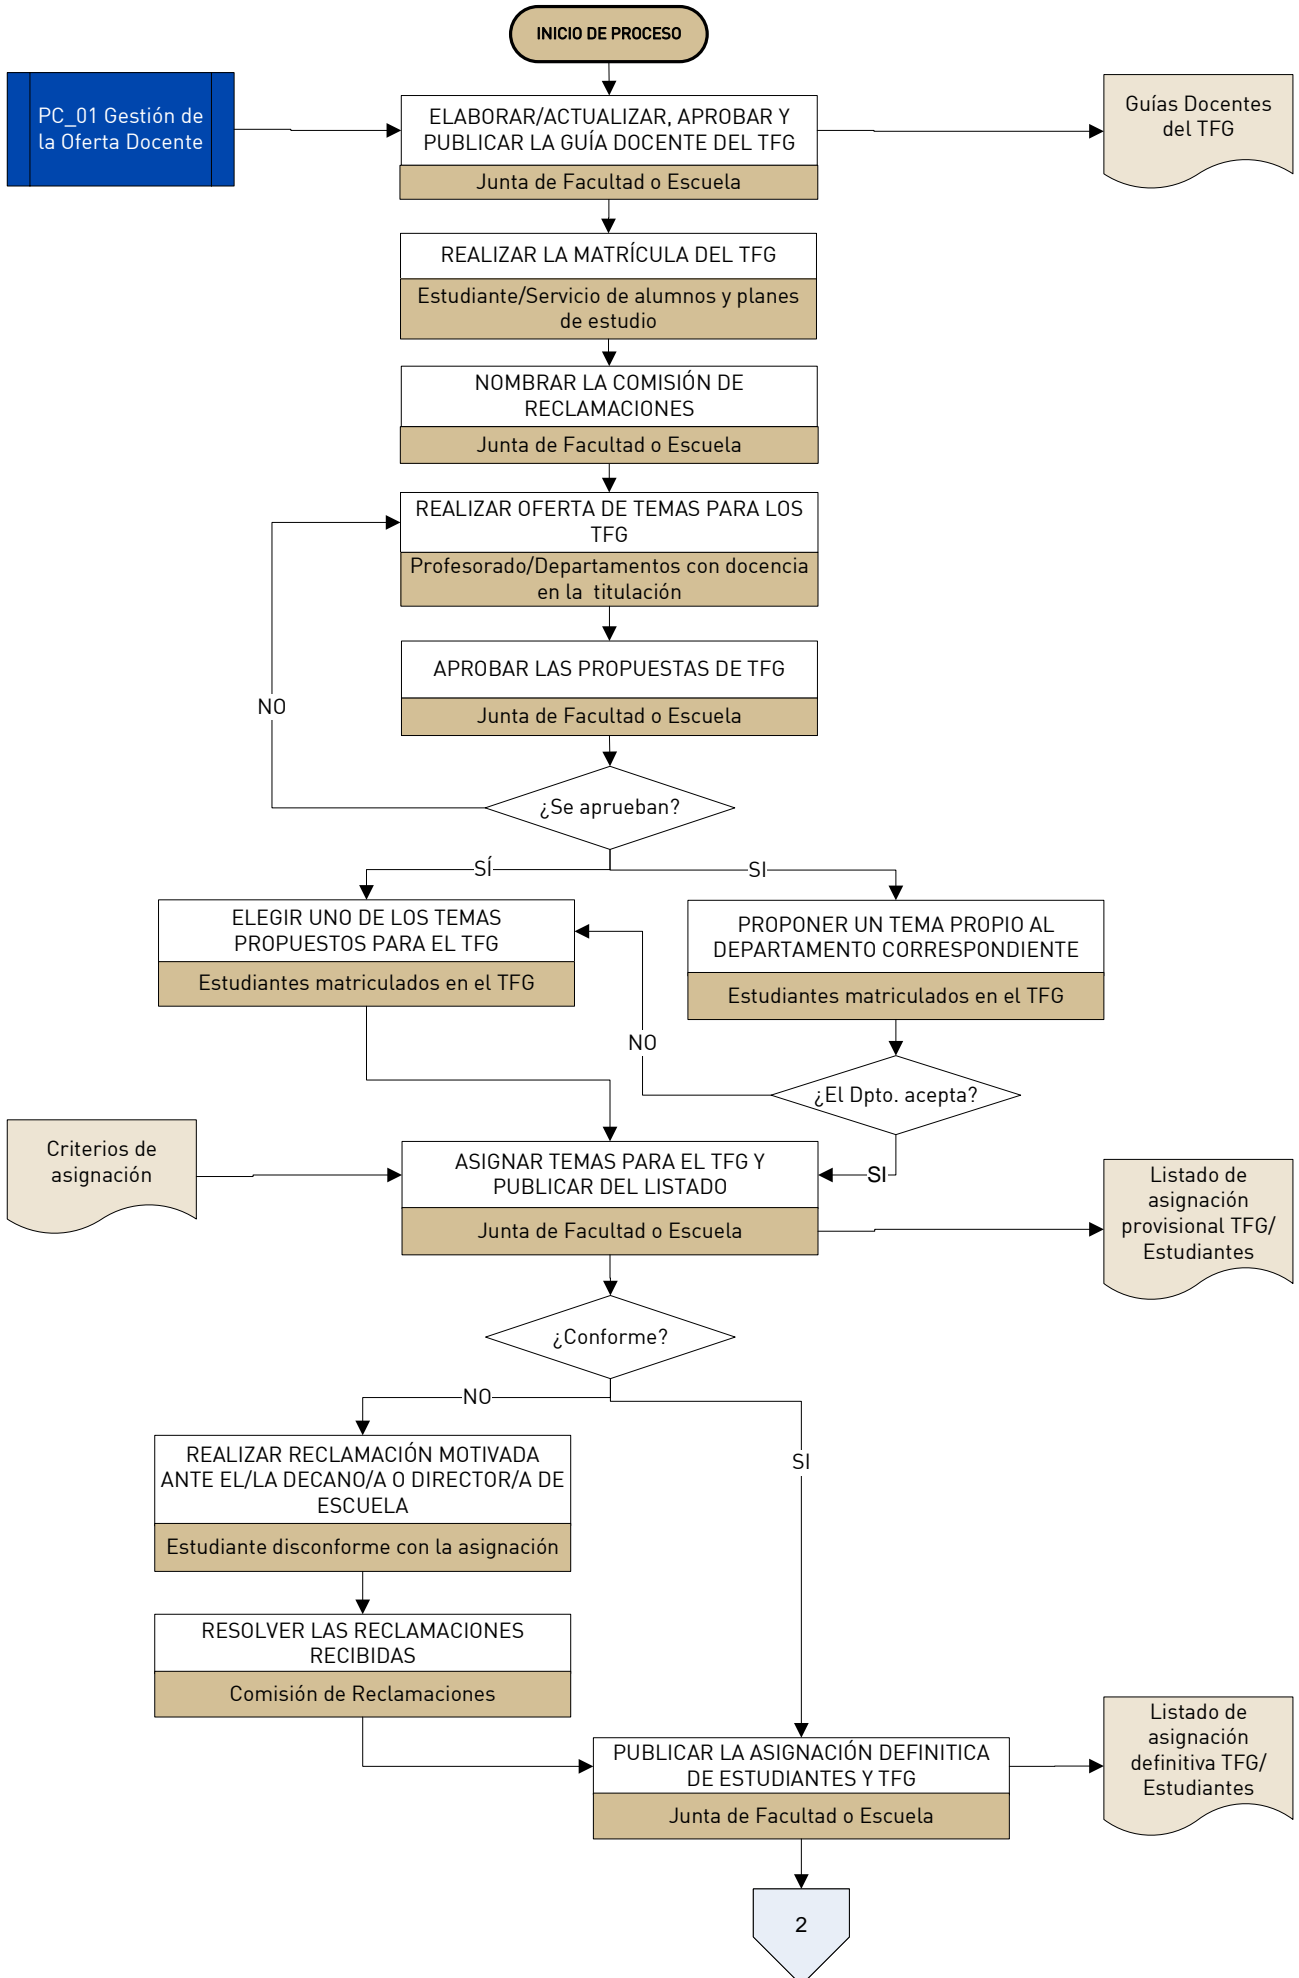 INICIO DE PROCESO
PC_01 Gestión de
la Oferta Docente
ELABORAR/ACTUALIZAR, APROBAR Y
PUBLICAR LA GUÍA DOCENTE DEL TFG
Junta de Facultad o Escuela
Guías Docentes
del TFG
REALIZAR LA MATRÍCULA DEL TFG
Estudiante/Servicio de alumnos y planes
de estudio
NOMBRAR LA COMISIÓN DE
RECLAMACIONES
Junta de Facultad o Escuela
REALIZAR OFERTA DE TEMAS PARA LOS
TFG
Profesorado/Departamentos con docencia
en la titulación
APROBAR LAS PROPUESTAS DE TFG
Junta de Facultad o Escuela
NO
¿Se aprueban?
SÍ
SI
ELEGIR UNO DE LOS TEMAS
PROPUESTOS PARA EL TFG
Estudiantes matriculados en el TFG
PROPONER UN TEMA PROPIO AL
DEPARTAMENTO CORRESPONDIENTE
Estudiantes matriculados en el TFG
NO
¿El Dpto. acepta?
Criterios de
asignación
ASIGNAR TEMAS PARA EL TFG Y
PUBLICAR DEL LISTADO
Junta de Facultad o Escuela
SI
Listado de
asignación
provisional TFG/
Estudiantes
¿Conforme?
NO
SI
REALIZAR RECLAMACIÓN MOTIVADA
ANTE EL/LA DECANO/A O DIRECTOR/A DE
ESCUELA
Estudiante disconforme con la asignación
RESOLVER LAS RECLAMACIONES
RECIBIDAS
Comisión de Reclamaciones
PUBLICAR LA ASIGNACIÓN DEFINITICA
DE ESTUDIANTES Y TFG
Junta de Facultad o Escuela
Listado de
asignación
definitiva TFG/
Estudiantes
2